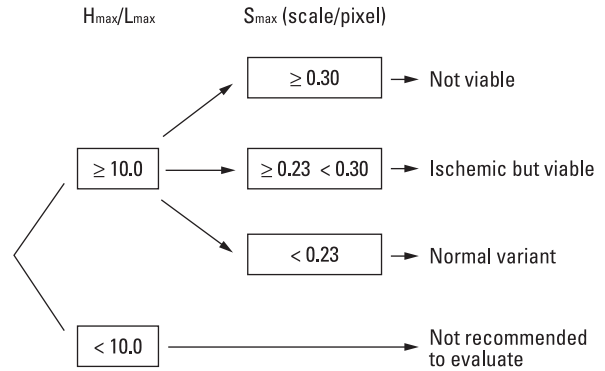 Hmax/Lmax
Smax (scale/pixel)
≥ 0.30
Not viable
≥ 10.0
≥ 0.23 < 0.30
Ischemic but viable
< 0.23
Normal variant
< 10.0
Not recommended
to evaluate